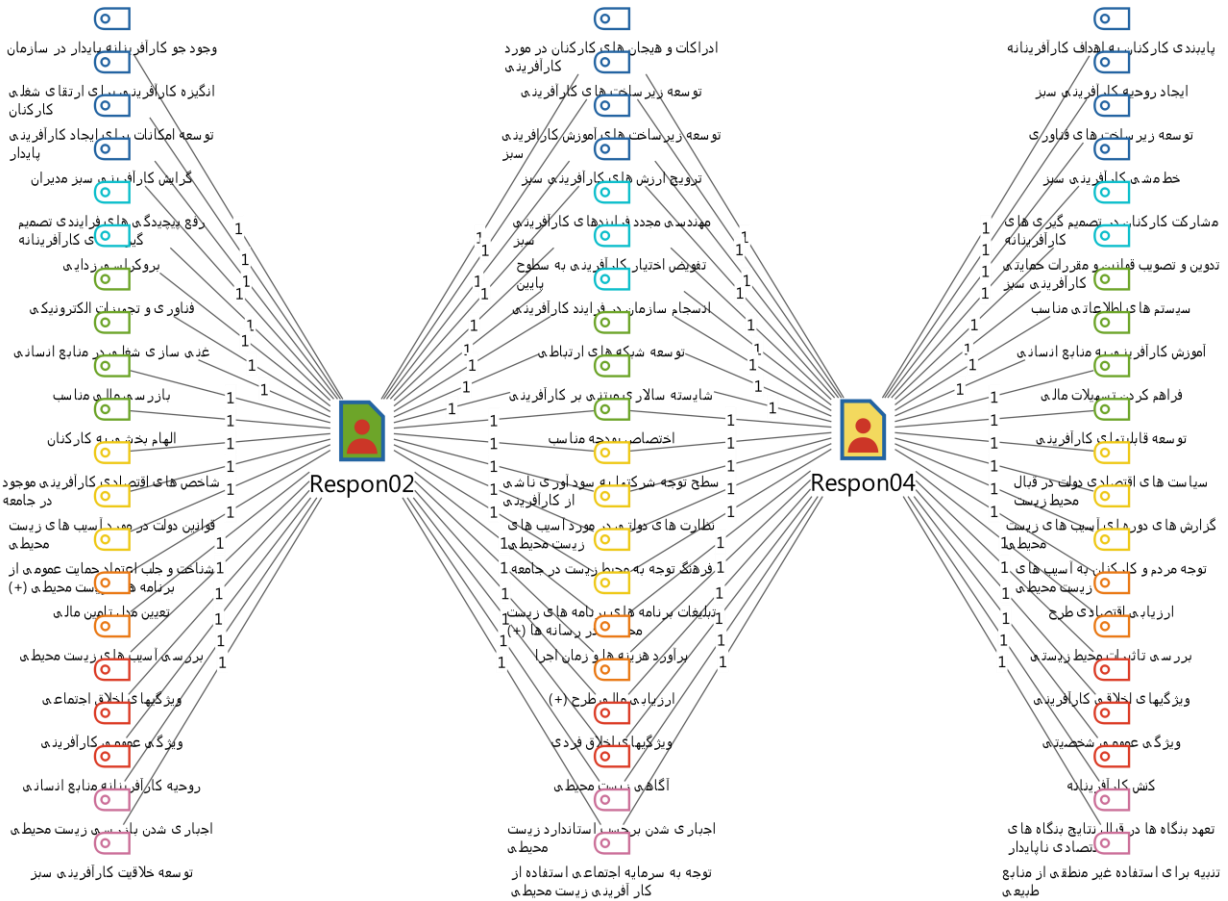 وجود جو کارآفرینانه پایدار در سازمان
انگیزه کارآفرینی برای ارتقای شغلی
کارکنان
توسعه امکانات برای ایجاد کارآفرینی
پایدار
گرایش کارآفرینی سبز مدیران
رفع پیچیدگی های فرایندی تصمیم
کارآفرینانه
بروکراسی زدایی
فناوری و تجهیزات الکترونیکی
غنی سازی شغلی در منابع انسانی
بازرسی مالی مناسب
الهام بخشی به کارکنان
شاخص های اقتصادی کارآفرینی موجود
در جامعه
قوانین دولت در مورد آسیب های زیست
محیطی
شناخت و جلب اعتماد حمایت عمومی از
برنامه های زیست محیطی (+)
تعیین مدل تامین مالی
بررسی آسیب های زیست محیطی
ویژگیهای اخلاق اجتماعی
ویژگی عمومی کارآفرینی
روحیه کارآفرینانه منابع انسانی
اجباری شدن بازرسی زیست محیطی
توسعه خلاقیت کارآفرینی سبز
Respon02
ادراکات و هیجان های کارکنان در مورد
کارآفرینی
توسعه زیر ساخت های کارآفرینی
توسعه زیر ساخت های آموزش کارآفرینی
سبز
ترویج ارزش های کارآفرینی سبز
مهندسی مجدد فرایندهای کارآفرینی
سبز
تفویض اختیار کارآفرینی به سطوح
پایین
انسجام سازمان در فرایند کارآفرینی
توسعه شبکه های ارتباطی
شایسته سالاری مبتنی بر کارآفرینی
اختصاص بودجه مناسب
سطح توجه شرکتها به سود آوری ناشی
از کارآفرینی
نظارت های دولتی در مورد آسیب های
زیست محیطی
فرهنگ توجه به محیط زیست در جامعه
تبلیغات برنامه های برنامه های زیست
در رسانه ها (+)
برآورد هزینه ها و زمان اجرا
ارزیابی مالی طرح (+)
ویژگیهای اخلاق فردی
آگاهی زیست محیطی
اجباری شدن برچسب استاندارد زیست
محیطی
توجه به سرمایه اجتماعی استفاده از
کار آفرینی زیست محیطی
Respon04
پایبندی کارکنان به اهداف کارآفرینانه
ایجاد روحیه کارآفرینی سبز
توسعه زیر ساخت های فناوری
خط مشی کارآفرینی سبز
مشارکت کارکنان در تصمیم گیری های
کارآفرینانه
تدوین و تصویب قوانین و مقررات حمایتی
کارآفرینی سبز
سیستم های اطلاعاتی مناسب
آموزش کارآفرینی به منابع انسانی
فراهم کردن تسهیلات مالی
توسعه قابلیتهای کارآفرینی
سیاست های اقتصادی دولت در قبال
محیط زیست
گزارش های دوره ای آسیب های زیست
محیطی
توجه مردم و کارکنان به آسیب های
زیست محیطی
ارزیابی اقتصادی طرح
بررسی تاثیرات محیط زیستی
ویژگیهای اخلاقی کارآفرینی
ویژگی عمومی شخصیتی
کنش کارآفرینانه
تعهد بنگاه ها در قبال نتایج بنگاه های
اقتصادی ناپایدار
تنبیه برای استفاده غیر منطقی از منابع
طبیعی